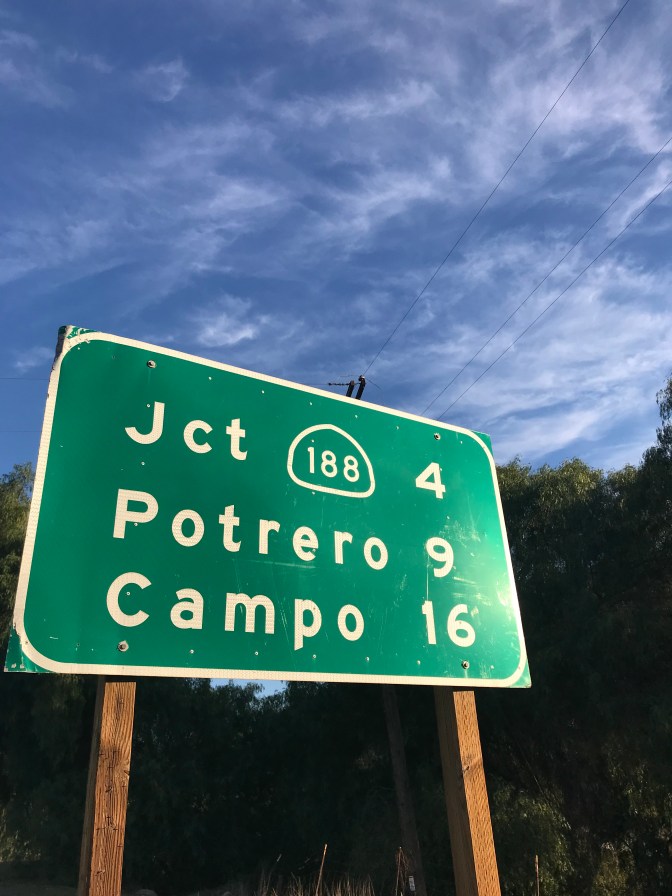 Jct 188 4
Potrero 9
Campo 16